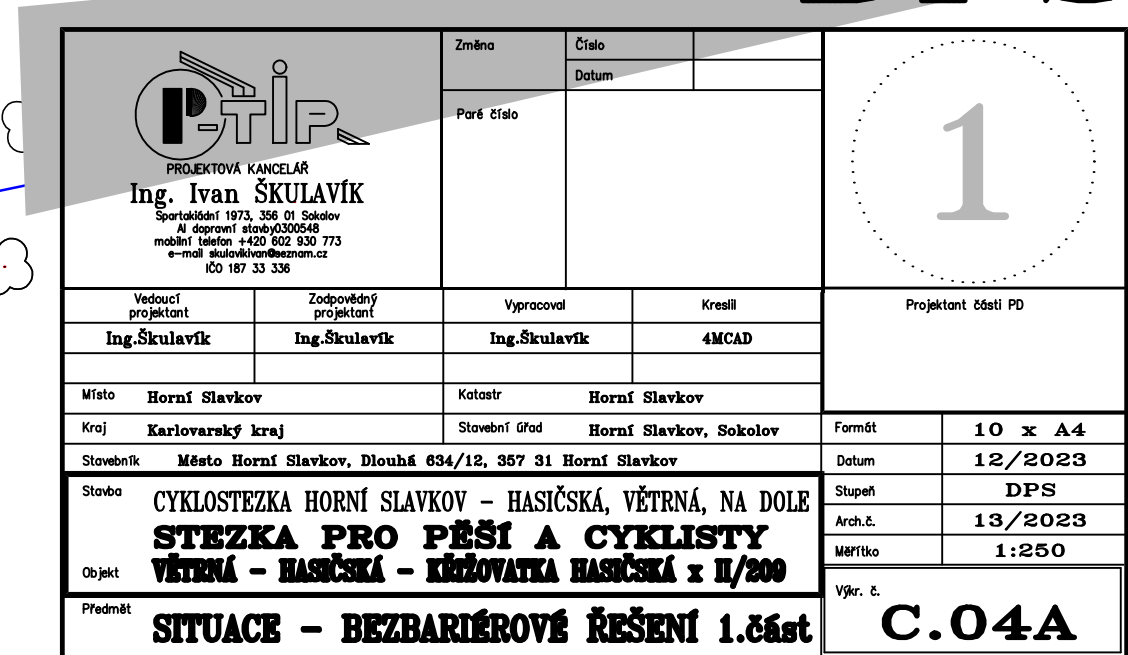 Změna
Číslo
Datum
Paré číslo
1
P-TIP
PROJEKTOVÁ KANCELÁŘ
Ing. Ivan ŠKULAVÍK
Spartakiádní 1973, 356 01 Sokolov
AI dopravní stavby0300548
mobilní telefon +420 602 930 773
e-mail skulavikivan@seznam.cz
IČO 187 33 336
Vedoucí projektant
Zodpovědný projektant
Vypracoval
Kreslil
Projektant části PD
Ing.Škulavík
Ing.Škulavík
Ing.Škulavík
4MCAD
Místo Horní Slavkov
Katastr Horní Slavkov
Kraj Karlovarský kraj
Stavební úřad Horní Slavkov, Sokolov
Formát 10 x A4
Stavebník Město Horní Slavkov, Dlouhá 634/12, 357 31 Horní Slavkov
Datum 12/2023
Stavba CYKLOSTEZKA HORNÍ SLAVKOV - HASIČSKÁ, VĚTRNÁ, NA DOLE
Stupeň DPS
STEZKA PRO PĚŠÍ A CYKLISTY
Arch.č. 13/2023
Měřítko 1:250
Objekt VĚTRNÁ - HASIČSKÁ - KŘIŽOVATKA HASIČSKÁ x II/209
Předmět SITUACE - BEZBARIÉROVÉ ŘEŠENÍ 1.část
Výkr. č. C.04A